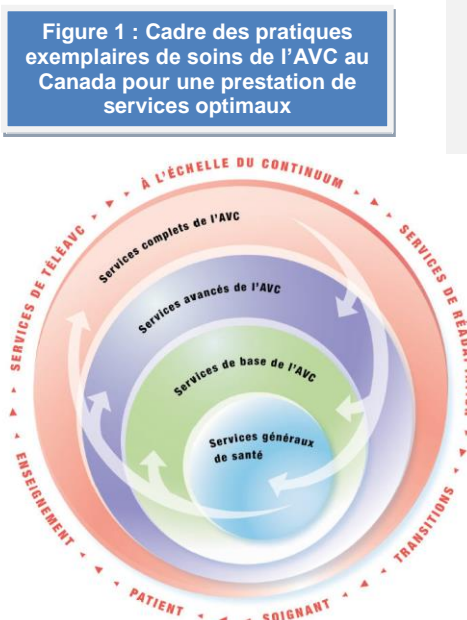 Figure 1 : Cadre des pratiques
exemplaires de soins de l’AVC au
Canada pour une prestation de
services optimaux
À L’ÉCHELLE DU CONTINUUM
SERVICES DE
SERVICES DE TÉLÉAVC
ENSEIGNEMENT
PATIENT
SOIGNANT
TRANSITIONS
Services complets de l’AVC
Services avancés de l’AVC
Services de base de l’AVC
Services généraux
de santé